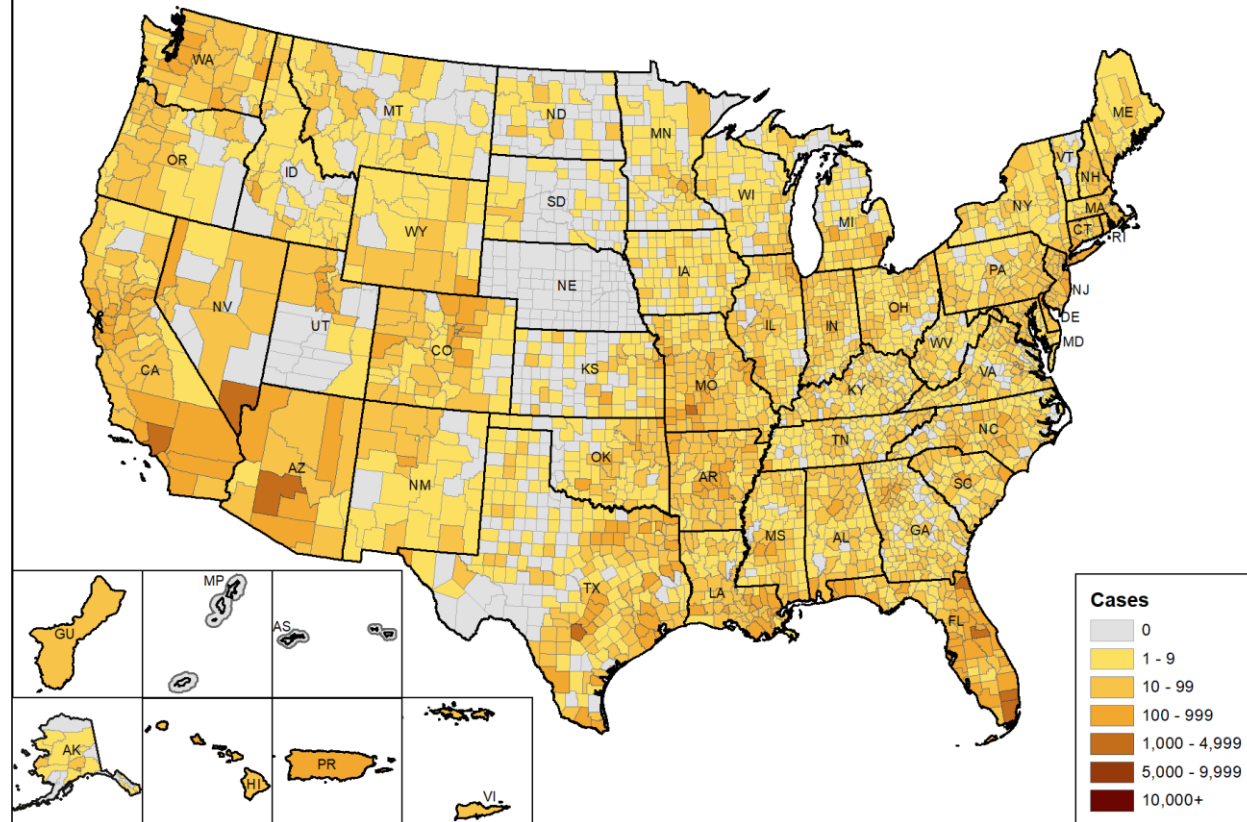 WA
MT
ND
MN
ME
OR
ID
SD
WI
MI
VT
NH
NY
MA
CT
RI
WY
IA
NE
PA
NJ
NV
UT
CO
IL
IN
OH
DE
MD
WV
VA
CA
KS
MO
KY
NC
TN
AZ
NM
OK
AR
SC
MS
AL
GA
TX
LA
FL
GU
MP
AS
AK
HI
PR
VI
Cases
0
1 - 9
10 - 99
100 - 999
1,000 - 4,999
5,000 - 9,999
10,000+